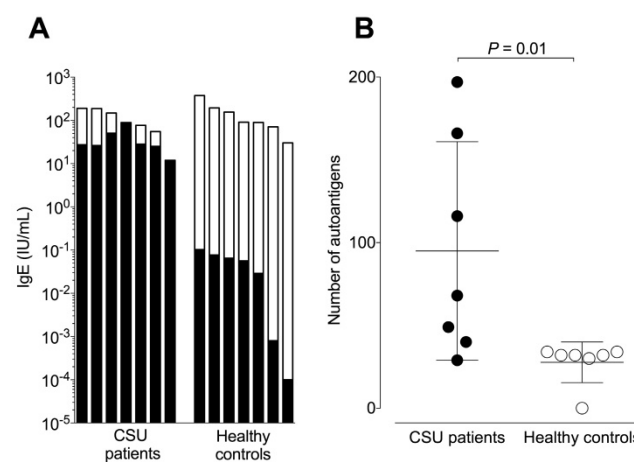 A
IgE (IU/mL)
10³
10²
10¹
10⁰
10⁻¹
10⁻²
10⁻³
10⁻⁴
10⁻⁵
CSU
patients
Healthy
controls
B
P = 0.01
Number of autoantigens
200
100
0
CSU patients
Healthy controls